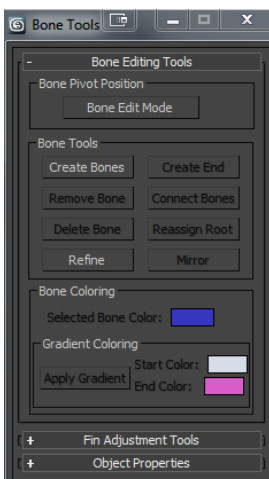 Bone Tools
- Bone Editing Tools
Bone Pivot Position
Bone Edit Mode
Bone Tools
Create Bones Create End
Remove Bone Connect Bones
Delete Bone Reassign Root
Refine Mirror
Bone Coloring
Selected Bone Color:
Gradient Coloring
Apply Gradient Start Color:
End Color:
+ Fin Adjustment Tools
+ Object Properties